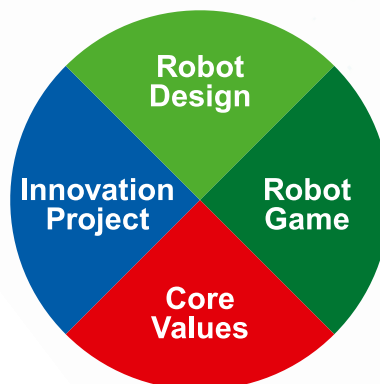 Robot
Design
Innovation
Project
Robot
Game
Core
Values